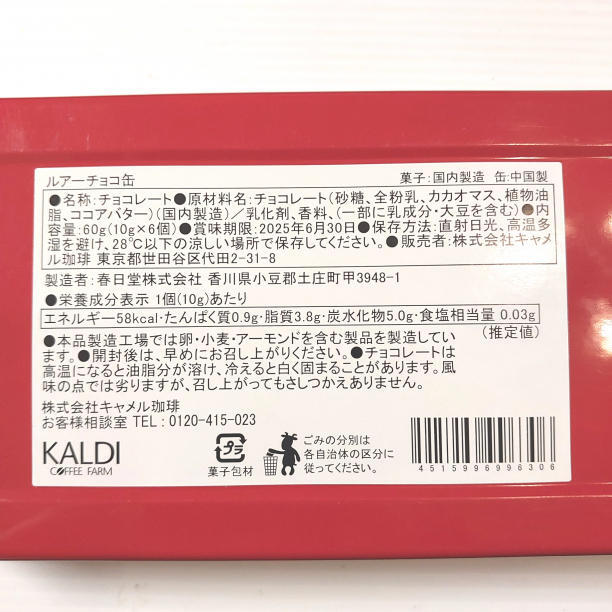 ルアーチョコ缶 菓子:国内製造 缶:中国製
●名称:チョコレート●原材料名:チョコレート(砂糖、全粉乳、カカオマス、植物油
脂、ココアバター)(国内製造)/乳化剤、香料、(一部に乳成分・大豆を含む)●内
容量:60g(10g×6個)●賞味期限:2025年6月30日●保存方法:直射日光、高温多
湿を避け、28℃以下の涼しい場所で保存してください。●販売者:株式会社キャメ
ル珈琲 東京都世田谷区代田2-31-8
製造者:春日堂株式会社 香川県小豆郡土庄町甲3948-1
●栄養成分表示 1個(10g)あたり
エネルギー58kcal・たんぱく質0.9g・脂質3.8g・炭水化物5.0g・食塩相当量 0.03g
(推定値)
●本品製造工場では卵・小麦・アーモンドを含む製品を製造してい
ます。●開封後は、早めにお召し上がりください。●チョコレートは
高温になると油脂分が溶け、冷えると白く固まることがあります。風
味の点では劣りますが、召し上がってもさしつかえありません。
株式会社キャメル珈琲
お客様相談室 TEL:0120-415-023
KALDI
COFFEE FARM
プラ
菓子包材
ごみの分別は
各自治体の区分に
従ってください。
4515996996306